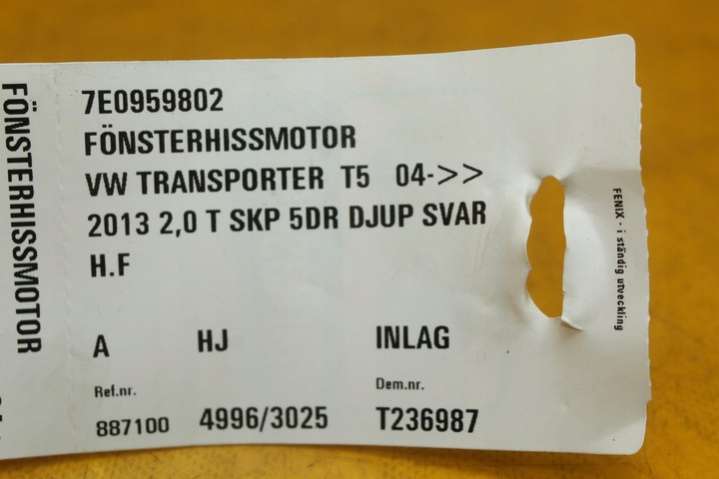 FÖNSTERHISSMOTOR
7E0959802
FÖNSTERHISSMOTOR
VW TRANSPORTER T5 04->>
2013 2,0 T SKP 5DR DJUP SVAR
H.F
A HJ INLAG
Ref.nr. Dem.nr.
887100 4996/3025 T236987
FENIX - i ständig utveckling